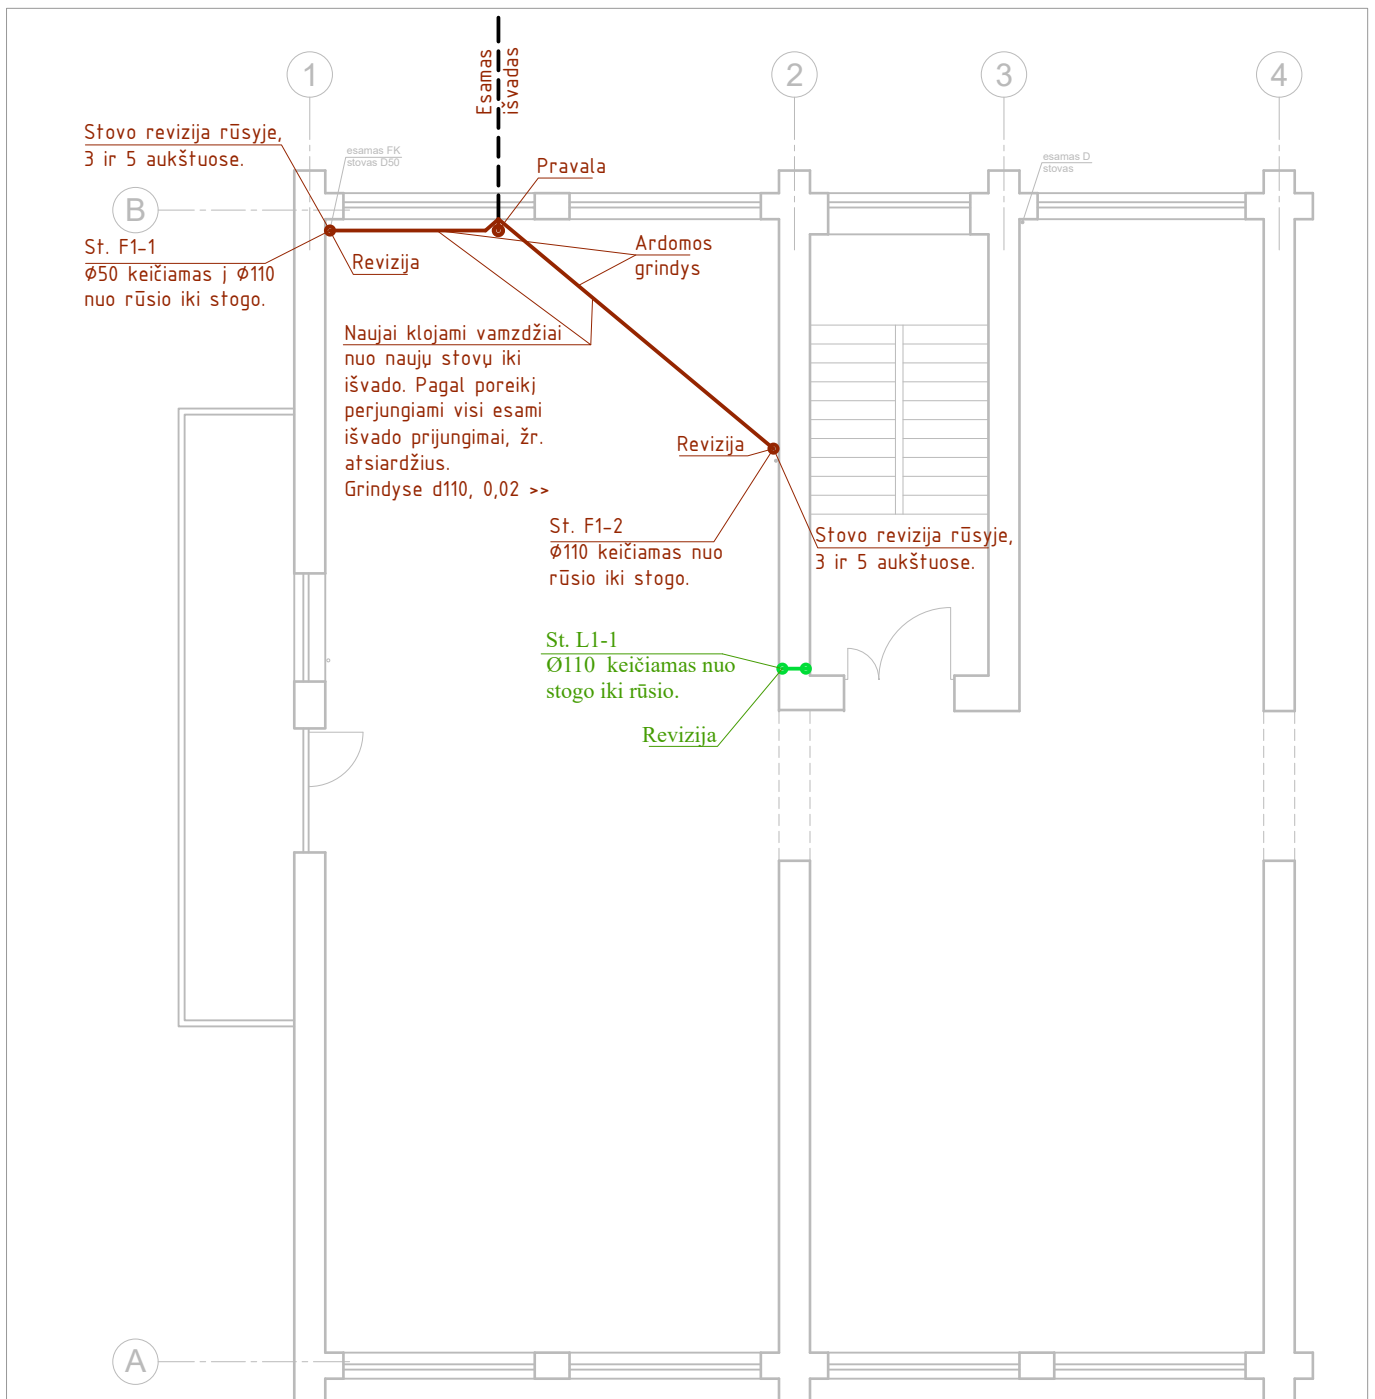 Esamas
išvadas
1
2
3
4
Stovo revizija rūsyje,
3 ir 5 aukštuose.
esamas FK
stovas D50
Pravala
esamas D
stovas
B
St. F1-1
Ø50 keičiamas į Ø110
nuo rūsio iki stogo.
Revizija
Ardomos
grindys
Naujai klojami vamzdžiai
nuo naujų stovų iki
išvado. Pagal poreikį
perjungiami visi esami
išvado prijungimai, žr.
atsiardžius.
Grindyse d110, 0,02 >>
Revizija
St. F1-2
Ø110 keičiamas nuo
rūsio iki stogo.
Stovo revizija rūsyje,
3 ir 5 aukštuose.
St. L1-1
Ø110 keičiamas nuo
stogo iki rūsio.
Revizija
A